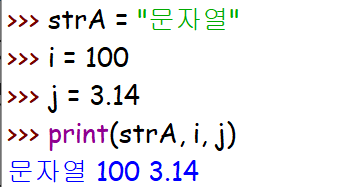 >>> strA = "문자열"
>>> i = 100
>>> j = 3.14
>>> print(strA, i, j)
문자열 100 3.14